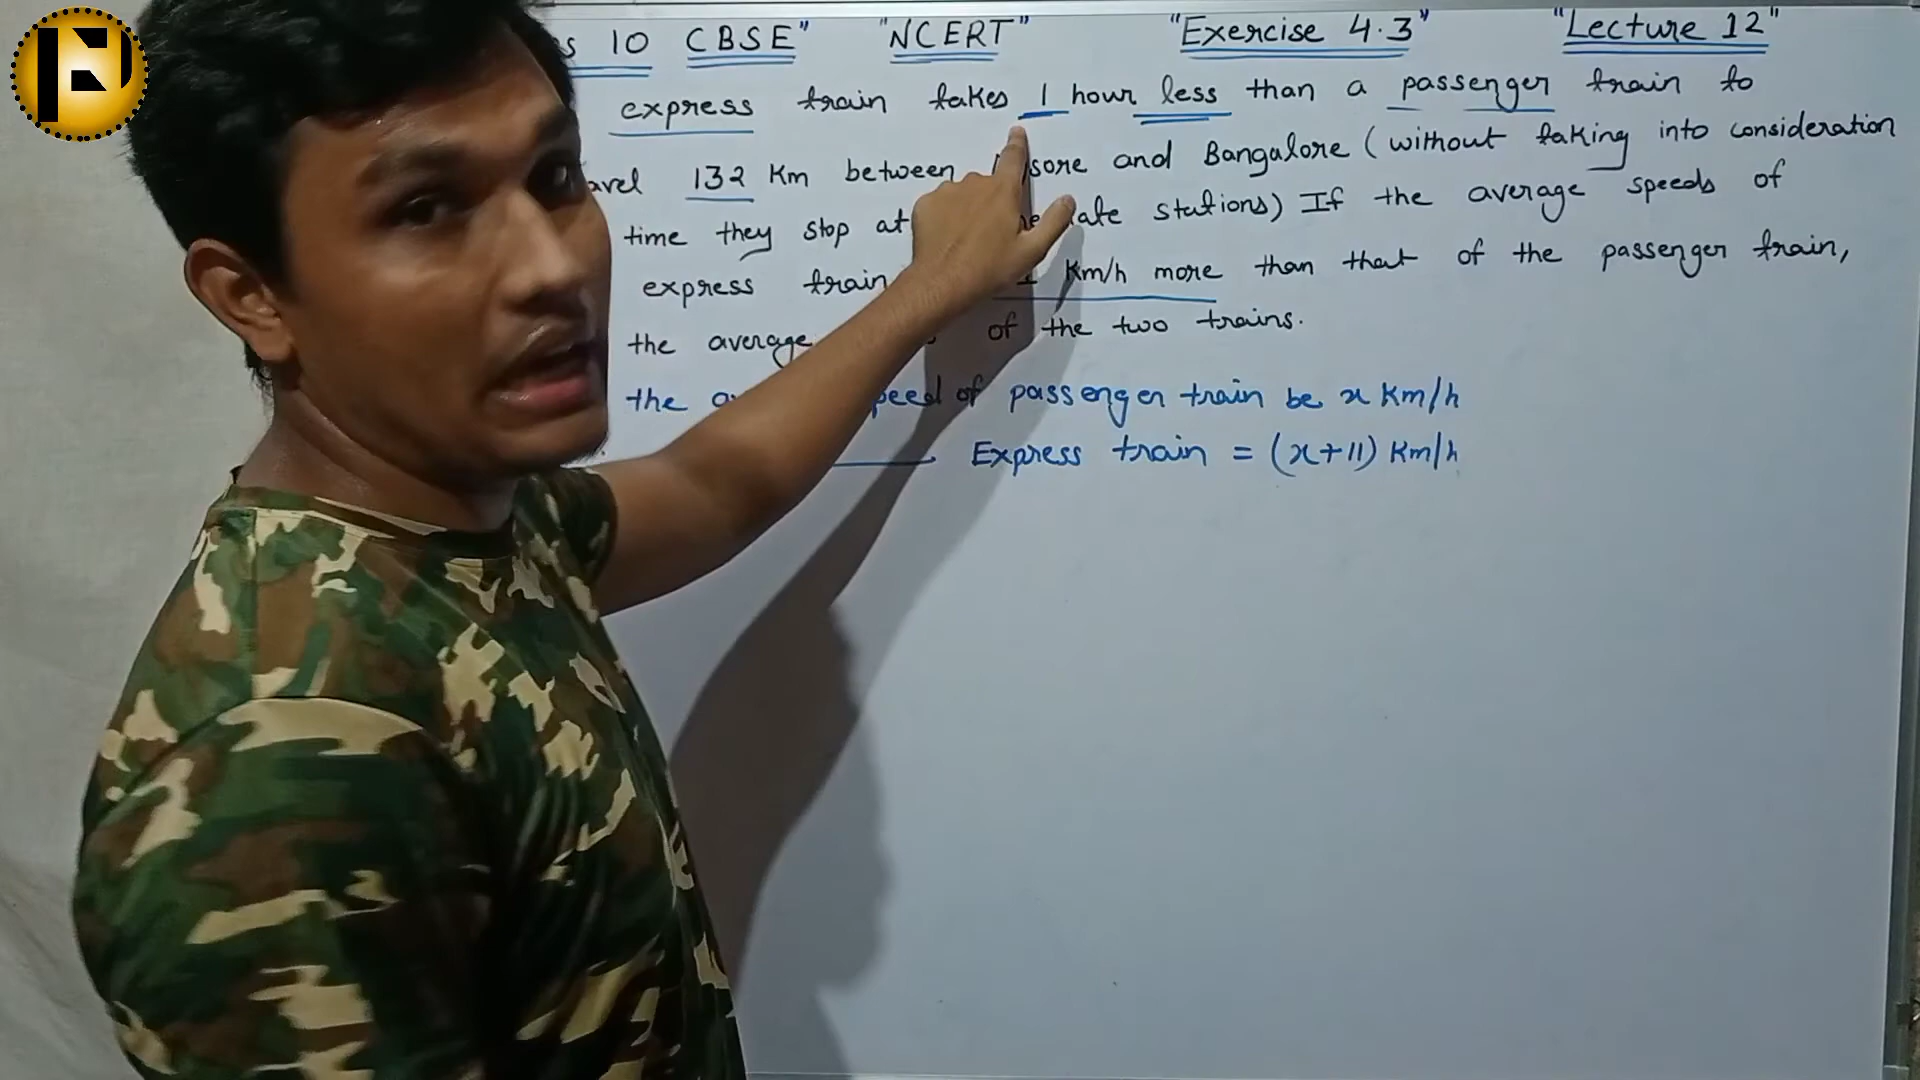 s 10 CBSE" "NCERT" "Exercise 4.3" "Lecture 12"
express train takes 1 hour less than a passenger train to
avel 132 Km between sore and Bangalore (without taking into consideration
time they stop at ate stations) If the average speeds of
express train 1 Km/h more than that of the passenger train,
the average of the two trains.
the peed of passenger train be x Km/h
Express train = (x+11) Km/h